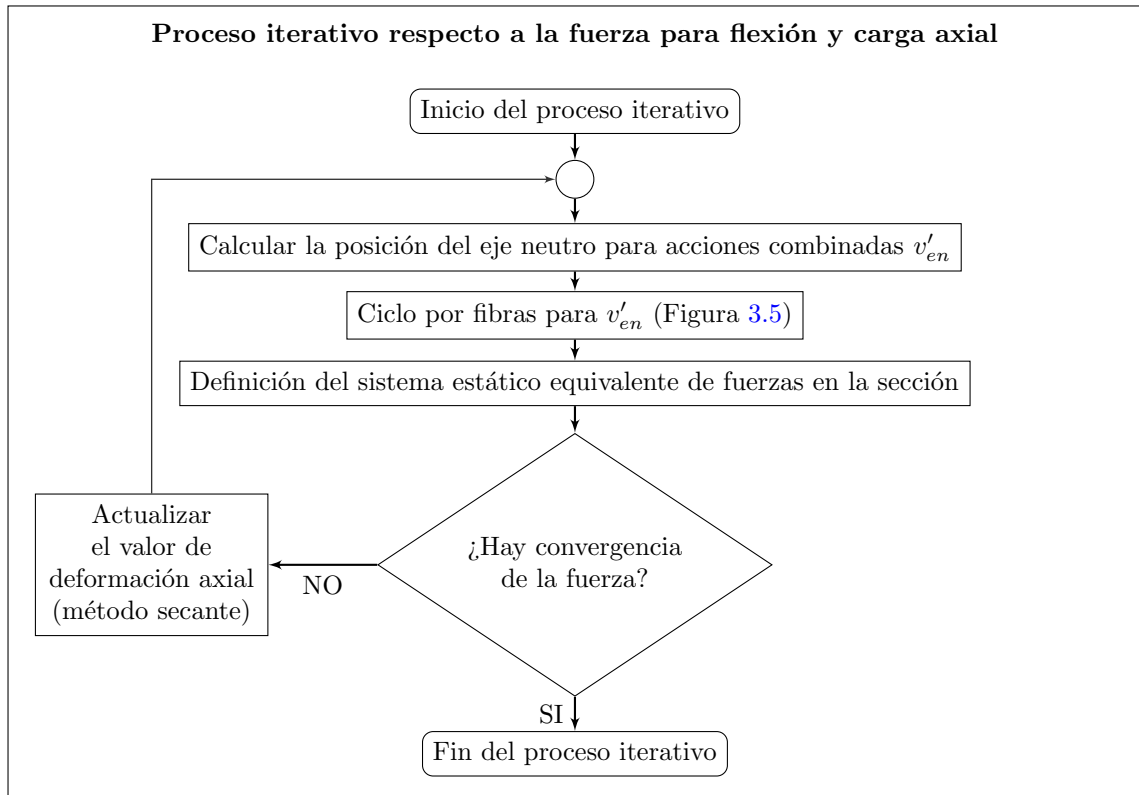 Proceso iterativo respecto a la fuerza para flexión y carga axial
Inicio del proceso iterativo
Calcular la posición del eje neutro para acciones combinadas v'ₑₙ
Ciclo por fibras para v'ₑₙ (Figura 3.5)
Definición del sistema estático equivalente de fuerzas en la sección
¿Hay convergencia
de la fuerza?
NO
Actualizar
el valor de
deformación axial
(método secante)
SI
Fin del proceso iterativo